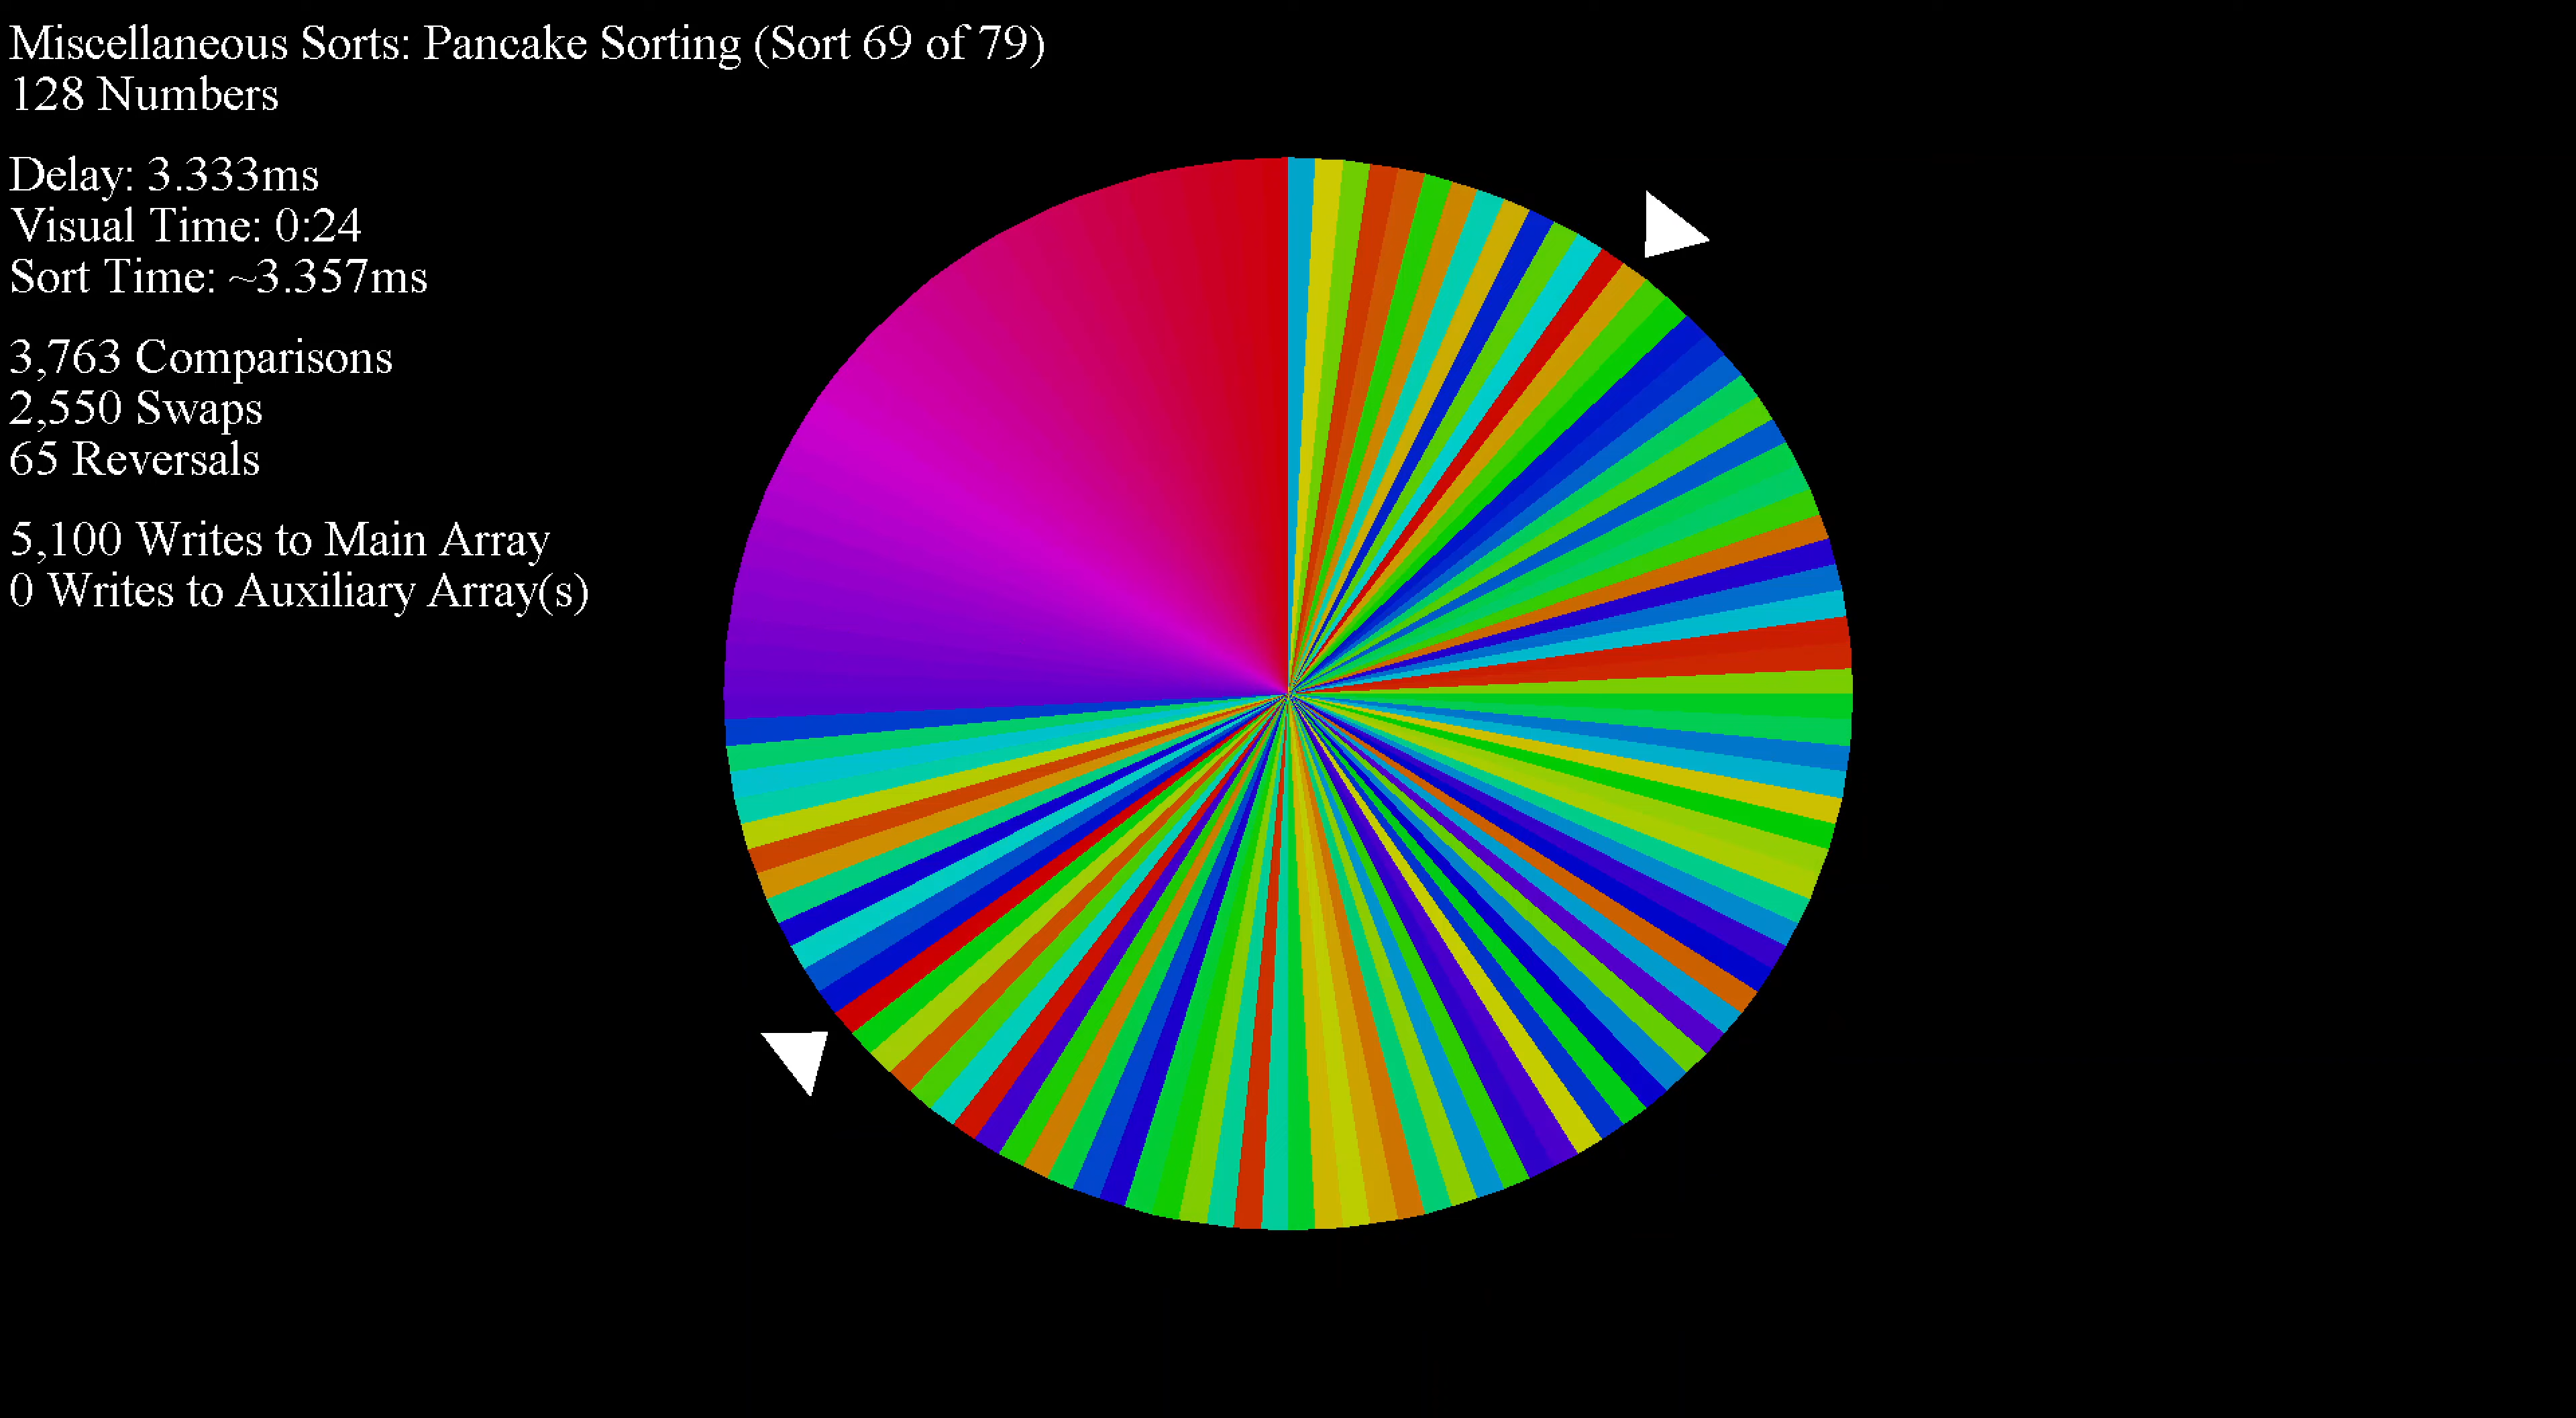 Miscellaneous Sorts: Pancake Sorting (Sort 69 of 79)
128 Numbers
Delay: 3.333ms
Visual Time: 0:24
Sort Time: ~3.357ms
3,763 Comparisons
2,550 Swaps
65 Reversals
5,100 Writes to Main Array
0 Writes to Auxiliary Array(s)